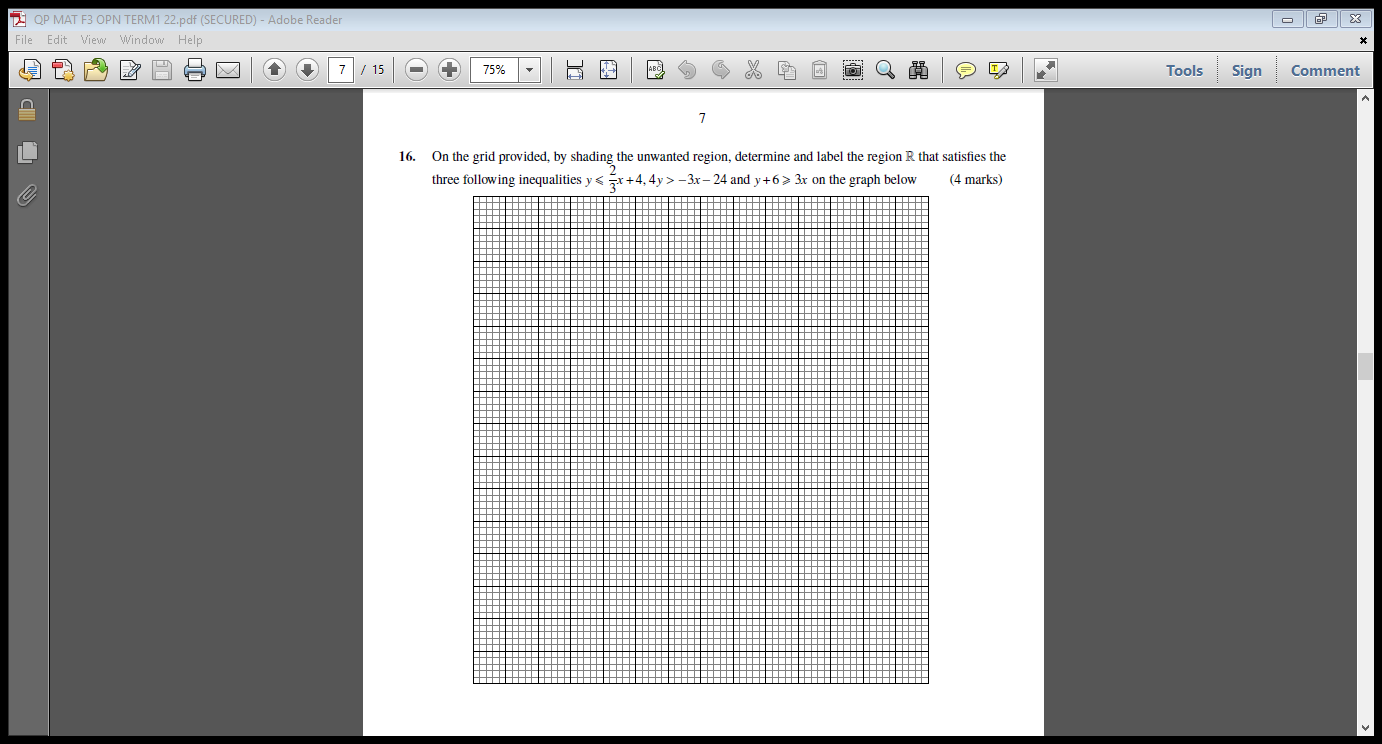 QP MAT F3 OPN TERM1 22.pdf (SECURED) - Adobe Reader
File Edit View Window Help
7 / 15 75% Tools Sign Comment
7
16. On the grid provided, by shading the unwanted region, determine and label the region ℝ that satisfies the
three following inequalities y ⩽ 2/3x+4, 4y > −3x−24 and y+6 ⩾ 3x on the graph below (4 marks)